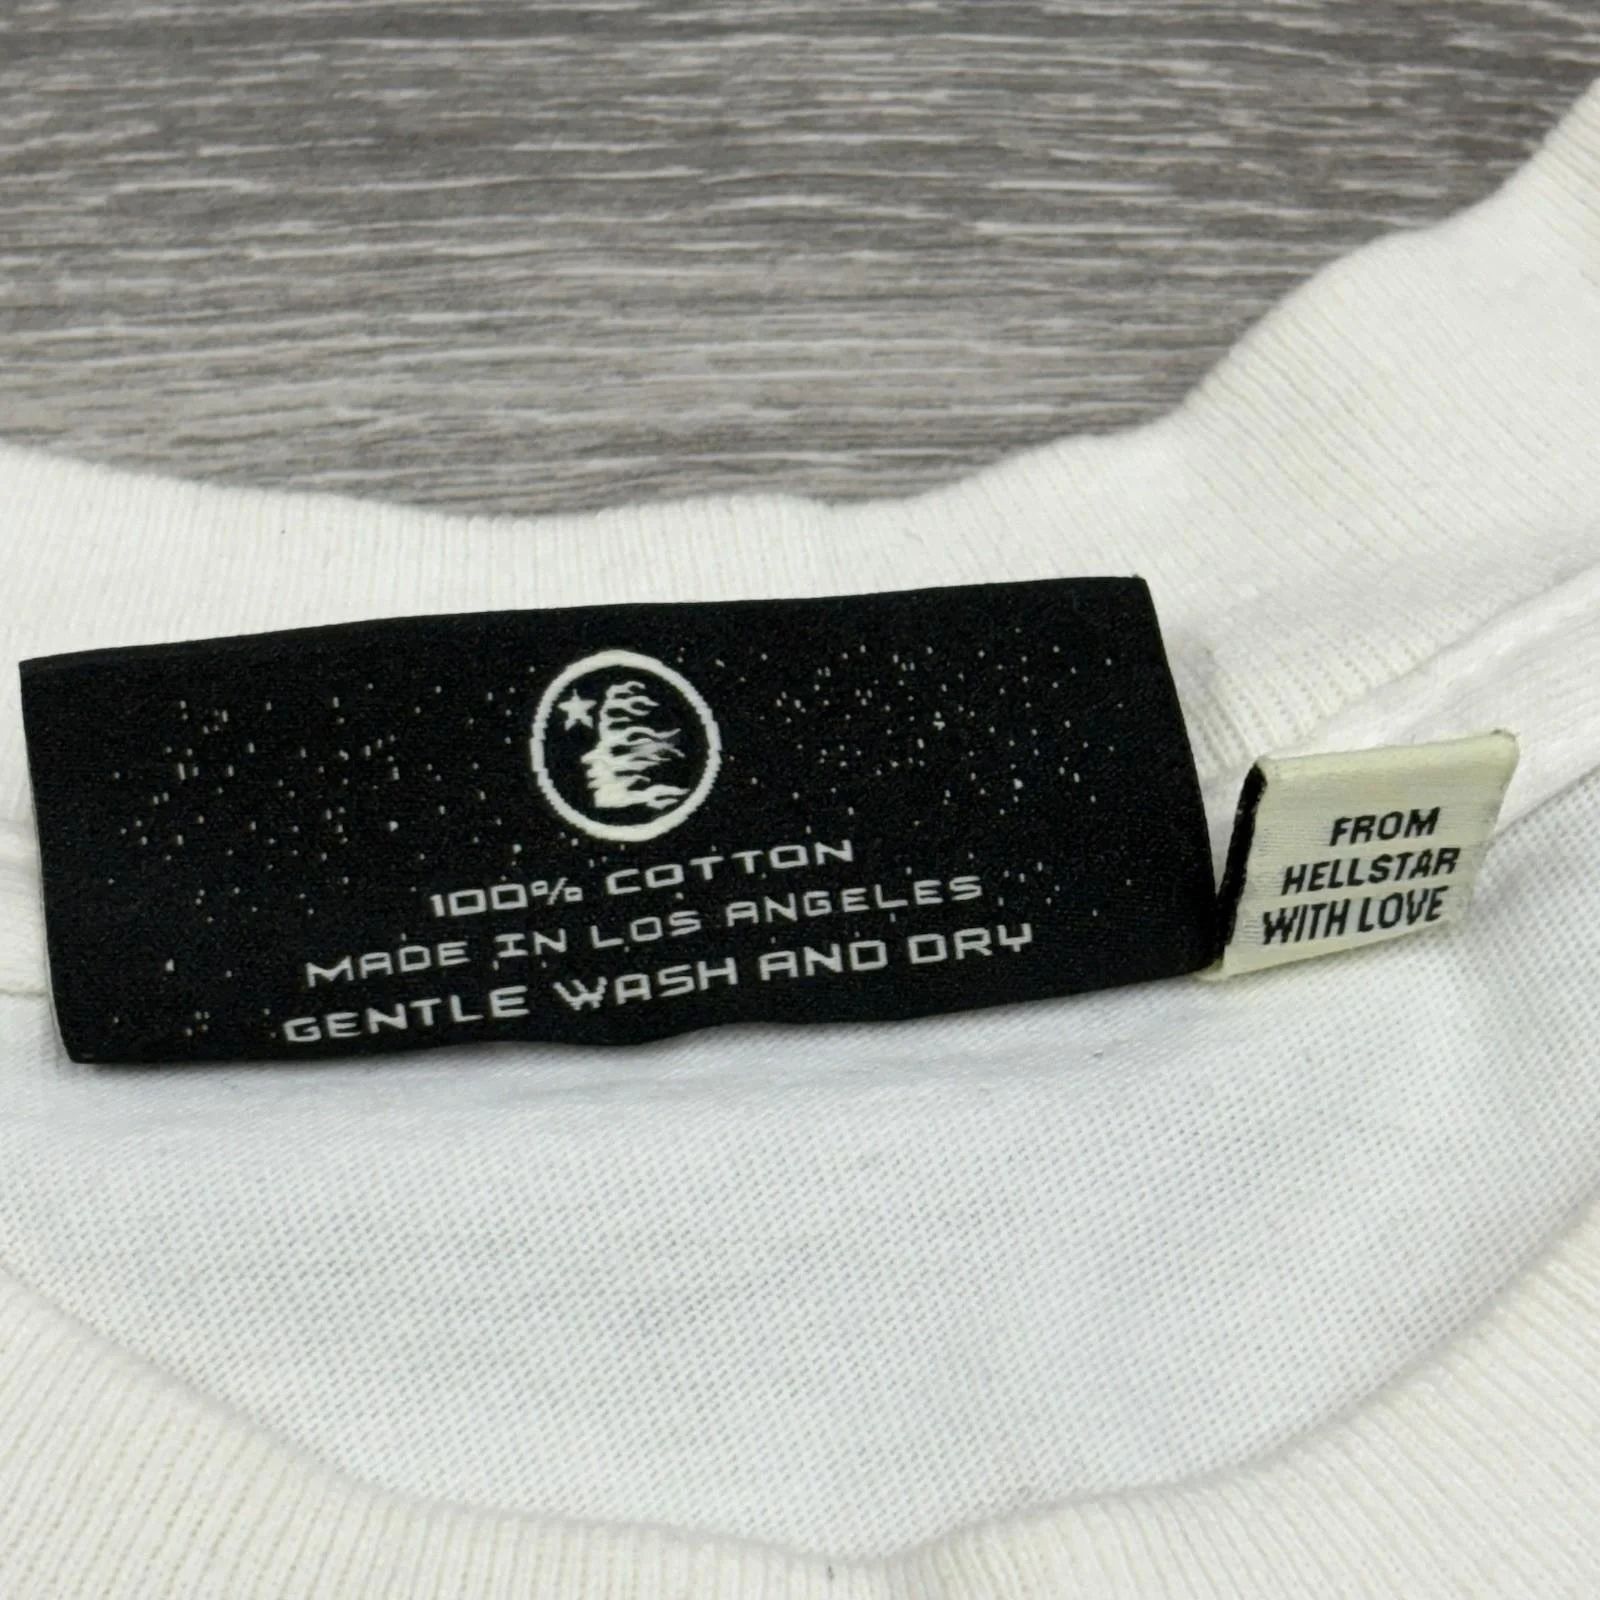 100% COTTON
MADE IN LOS ANGELES
GENTLE WASH AND DRY
FROM
HELLSTAR
WITH LOVE